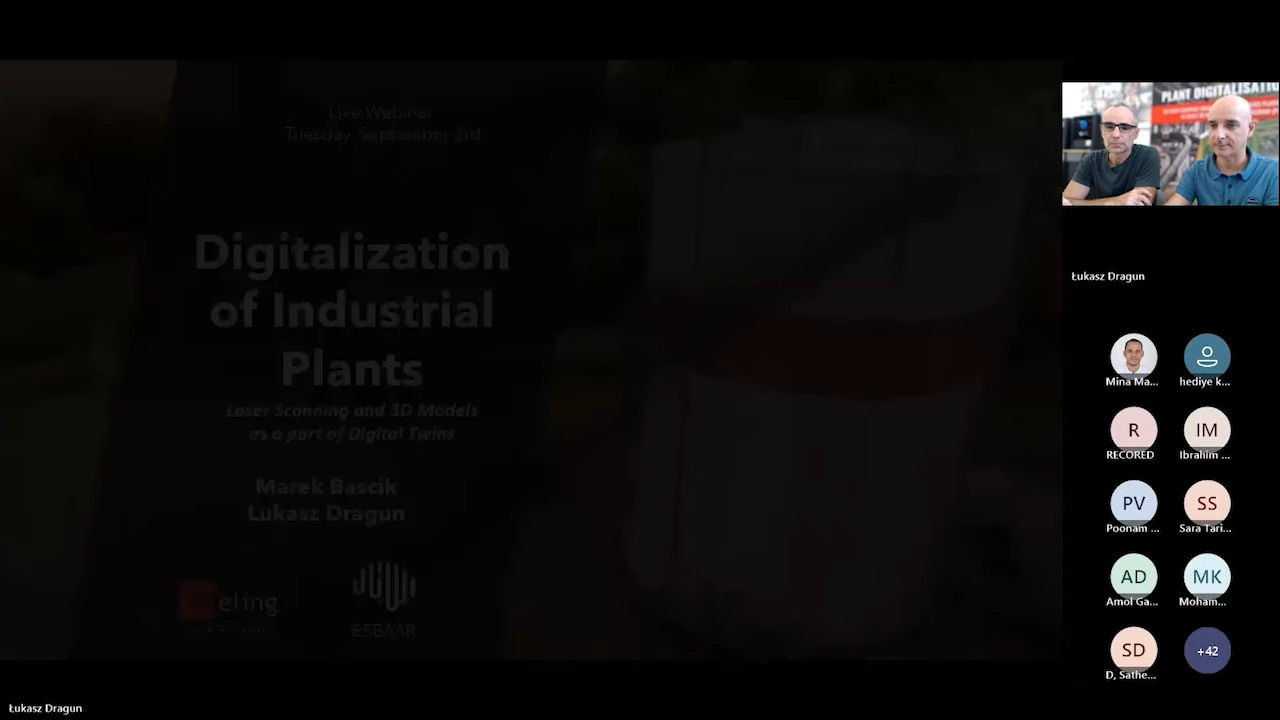 Live Webinar
Tuesday, September 3rd
Digitalization
of Industrial
Plants
Laser Scanning and 3D Models
as a part of Digital Twins
Marek Bascik
Lukasz Dragun
eling
ESBAAR
PLANT DIGITALISATIO
Łukasz Dragun
Mina Ma...
hediye k...
R
RECORED
IM
Ibrahim ...
PV
Poonam ...
SS
Sara Tari...
AD
Amol Ga...
MK
Moham...
SD
D, Sathe...
+42
Łukasz Dragun